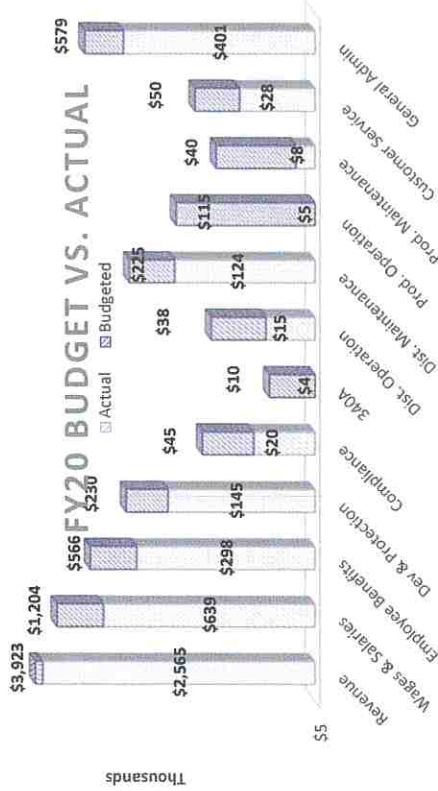 FY20 BUDGET VS. ACTUAL
Actual Budgeted
Thousands
$5
$3,923
$2,565
$1,204
$639
$566
$298
$230
$145
$45
$20
$10
$4
$38
$15
$225
$124
$115
$5
$40
$8
$50
$28
$579
$401
Revenue
Wages & Salaries
Employee Benefits
Dev & Protection
Compliance
340A
Dist. Operation
Dist. Maintenance
Prod. Operation
Prod. Maintenance
Customer Service
General Admin